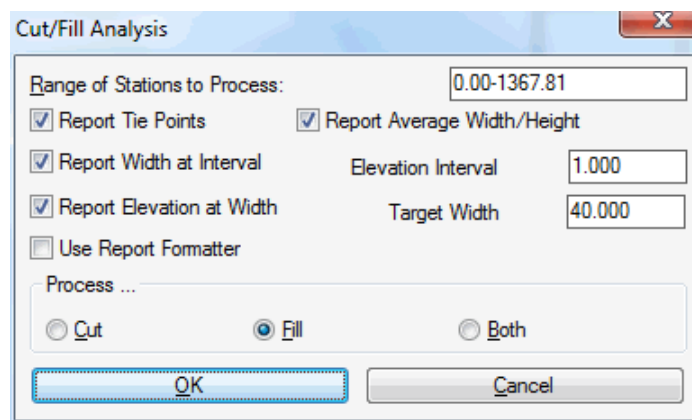 Cut/Fill Analysis
x
Range of Stations to Process: 0.00-1367.81
Report Tie Points Report Average Width/Height
Report Width at Interval Elevation Interval 1.000
Report Elevation at Width Target Width 40.000
Use Report Formatter
Process ...
Cut Fill Both
OK Cancel